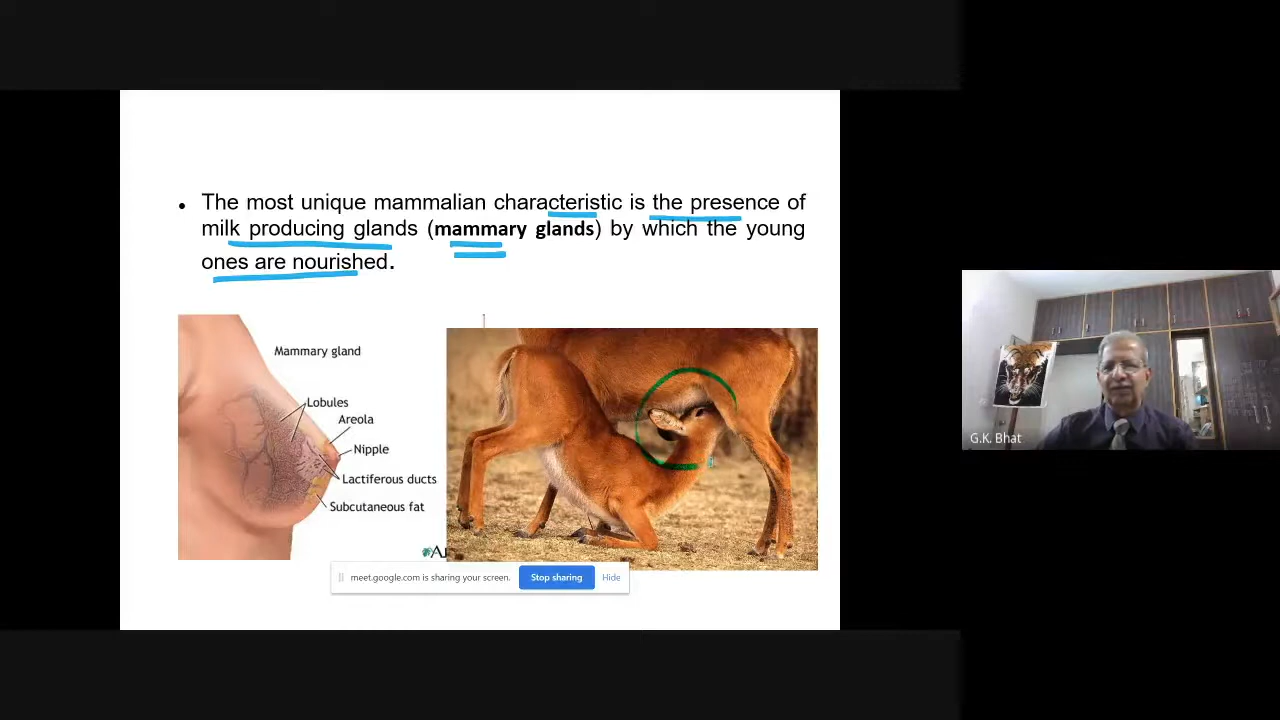 • The most unique mammalian characteristic is the presence of
milk producing glands (mammary glands) by which the young
ones are nourished.
Mammary gland
Lobules
Areola
Nipple
Lactiferous ducts
Subcutaneous fat
meet.google.com is sharing your screen. Stop sharing Hide
G.K. Bhat